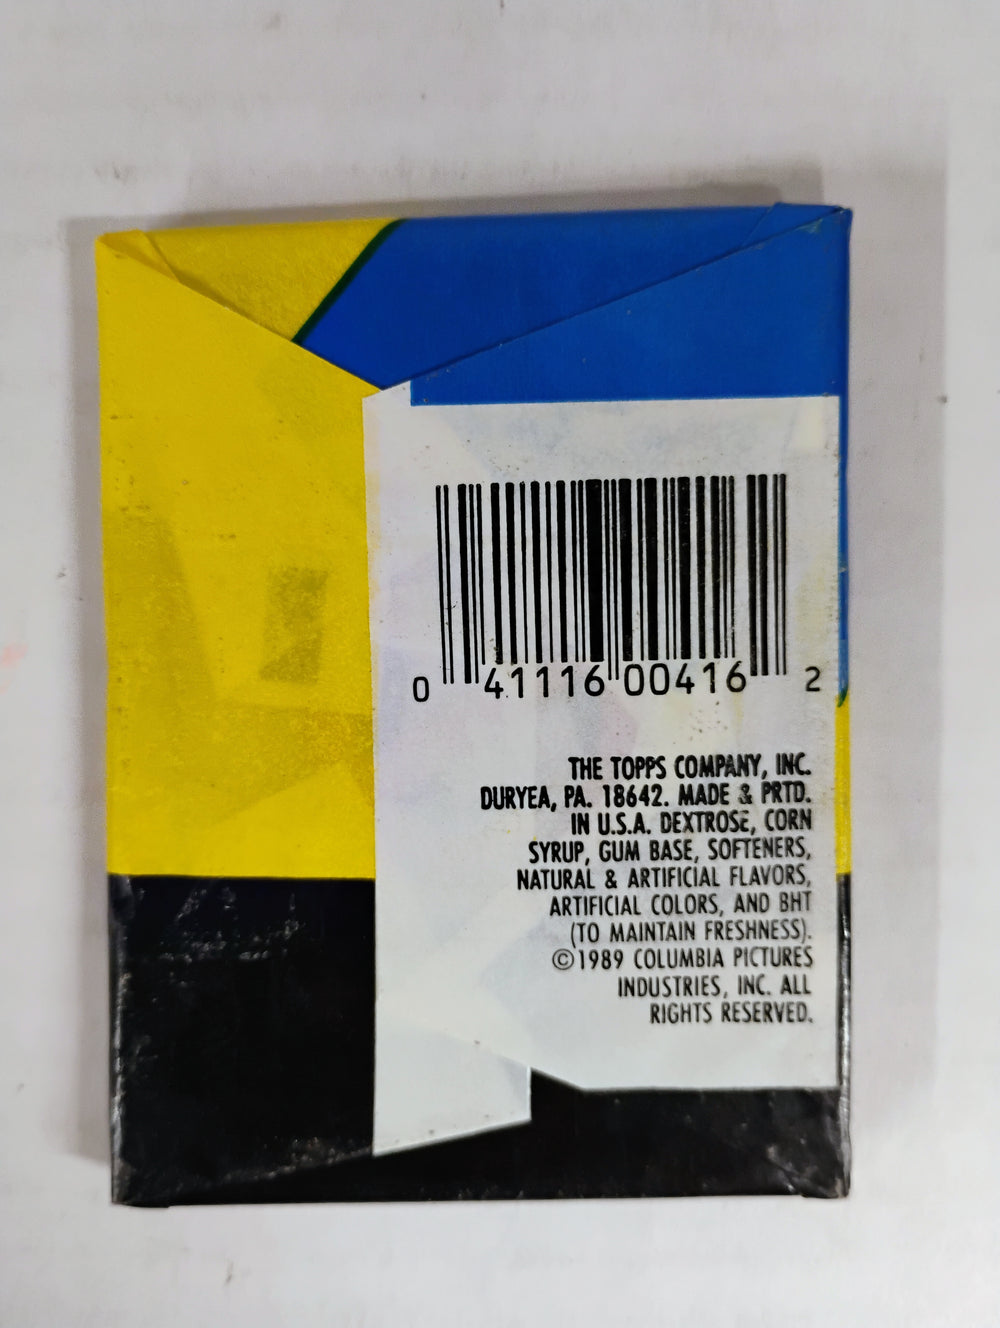 0 41116 00416 2
THE TOPPS COMPANY, INC.
DURYEA, PA. 18642. MADE & PRTD.
IN U.S.A. DEXTROSE, CORN
SYRUP, GUM BASE, SOFTENERS,
NATURAL & ARTIFICIAL FLAVORS,
ARTIFICIAL COLORS, AND BHT
(TO MAINTAIN FRESHNESS).
©1989 COLUMBIA PICTURES
INDUSTRIES, INC. ALL
RIGHTS RESERVED.